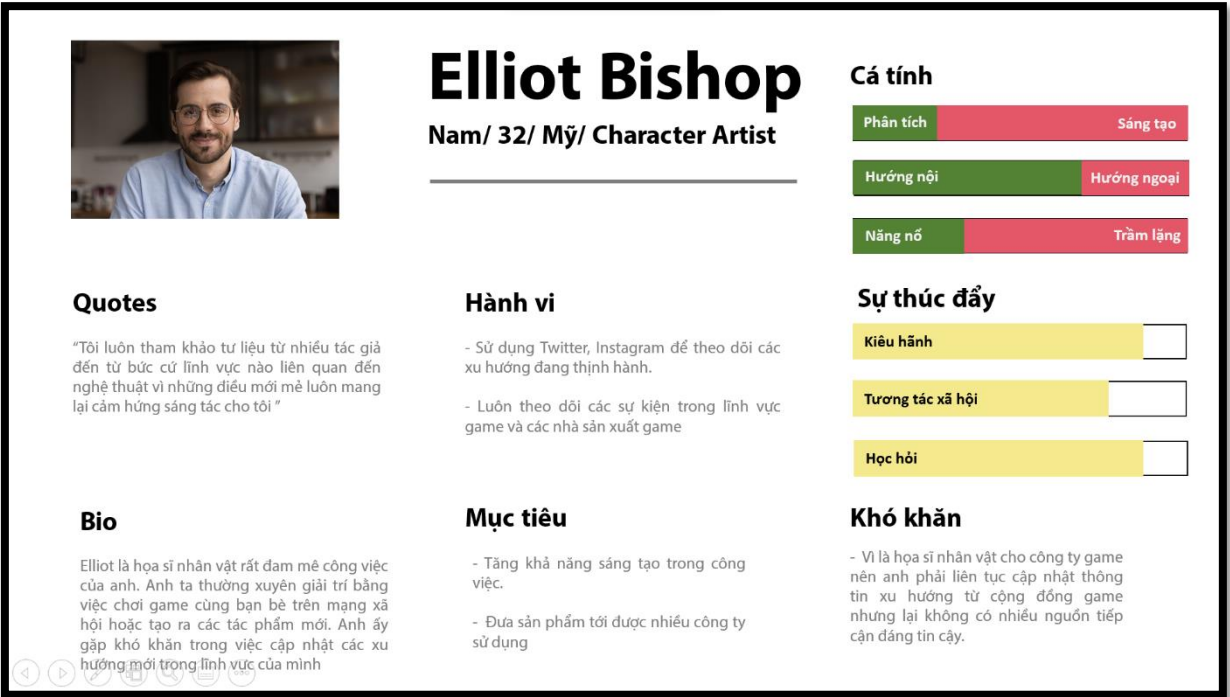 Elliot Bishop
Nam/ 32/ Mỹ/ Character Artist
Cá tính
Phân tích Sáng tạo
Hướng nội Hướng ngoại
Năng nổ Trầm lặng
Quotes
“Tôi luôn tham khảo tư liệu từ nhiều tác giả
đến từ bức cứ lĩnh vực nào liên quan đến
nghệ thuật vì những điều mới mẻ luôn mang
lại cảm hứng sáng tác cho tôi ”
Hành vi
- Sử dụng Twitter, Instagram để theo dõi các
xu hướng đang thịnh hành.
- Luôn theo dõi các sự kiện trong lĩnh vực
game và các nhà sản xuất game
Sự thúc đẩy
Kiêu hãnh
Tương tác xã hội
Học hỏi
Bio
Elliot là họa sĩ nhân vật rất đam mê công việc
của anh. Anh ta thường xuyên giải trí bằng
việc chơi game cùng bạn bè trên mạng xã
hội hoặc tạo ra các tác phẩm mới. Anh ấy
gặp khó khăn trong việc cập nhật các xu
hướng mới trong lĩnh vực của mình
Mục tiêu
- Tăng khả năng sáng tạo trong công
việc.
- Đưa sản phẩm tới được nhiều công ty
sử dụng
Khó khăn
- Vì là họa sĩ nhân vật cho công ty game
nên anh phải liên tục cập nhật thông
tin xu hướng từ cộng đồng game
nhưng lại không có nhiều nguồn tiếp
cận đáng tin cậy.